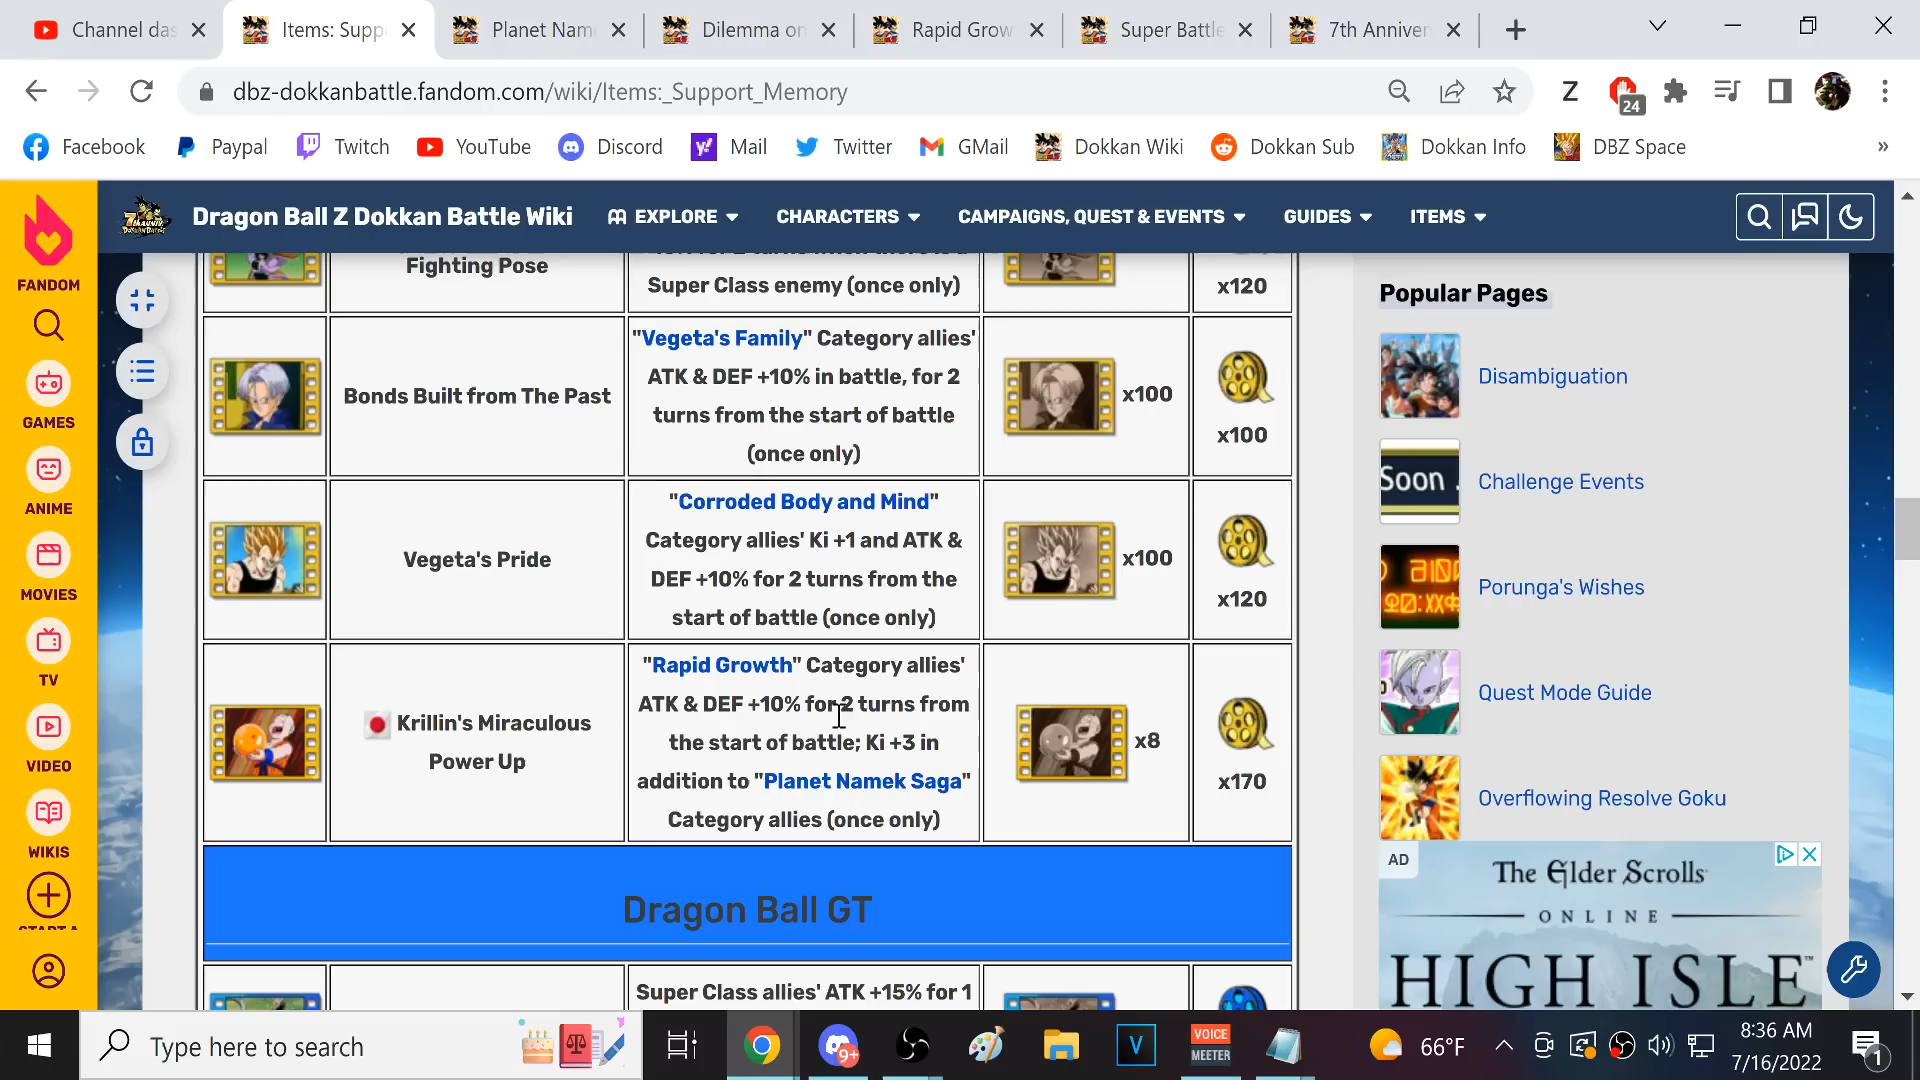 Channel das
Items: Supp
Planet Nam
Dilemma on
Rapid Grow
Super Battle
7th Anniver
dbz-dokkanbattle.fandom.com/wiki/Items:_Support_Memory
24
Facebook
Paypal
Twitch
YouTube
Discord
Mail
Twitter
GMail
Dokkan Wiki
Dokkan Sub
Dokkan Info
DBZ Space
»
Dragon Ball Z Dokkan Battle Wiki
EXPLORE
CHARACTERS
CAMPAIGNS, QUEST & EVENTS
GUIDES
ITEMS
FANDOM
GAMES
ANIME
MOVIES
TV
VIDEO
WIKIS
START A
Fighting Pose
Super Class enemy (once only)
x120
Bonds Built from The Past
"Vegeta's Family" Category allies'
ATK & DEF +10% in battle, for 2
turns from the start of battle
(once only)
x100
x100
Vegeta's Pride
"Corroded Body and Mind"
Category allies' Ki +1 and ATK &
DEF +10% for 2 turns from the
start of battle (once only)
x100
x120
Krillin's Miraculous
Power Up
"Rapid Growth" Category allies'
ATK & DEF +10% for 2 turns from
the start of battle; Ki +3 in
addition to "Planet Namek Saga"
Category allies (once only)
x8
x170
Dragon Ball GT
Super Class allies' ATK +15% for 1
Popular Pages
Disambiguation
Soon
Challenge Events
Porunga's Wishes
Quest Mode Guide
Overflowing Resolve Goku
AD
The Elder Scrolls
ONLINE
HIGH ISLE
Type here to search
9+
VOICE
MEETER
66°F
8:36 AM
7/16/2022
1